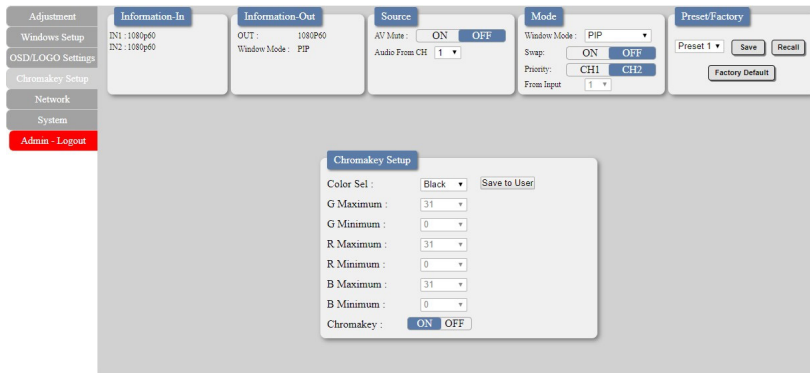 Adjustment
Windows Setup
OSD/LOGO Settings
Chromakey Setup
Network
System
Admin - Logout
Information-In
IN1 : 1080p60
IN2 : 1080p60
Information-Out
OUT : 1080P60
Window Mode : PIP
Source
AV Mute : ON OFF
Audio From CH 1
Mode
Window Mode : PIP
Swap: ON OFF
Priority: CH1 CH2
From Input 1
Preset/Factory
Preset 1 Save Recall
Factory Default
Chromakey Setup
Color Sel : Black Save to User
G Maximum : 31
G Minimum : 0
R Maximum : 31
R Minimum : 0
B Maximum : 31
B Minimum : 0
Chromakey : ON OFF